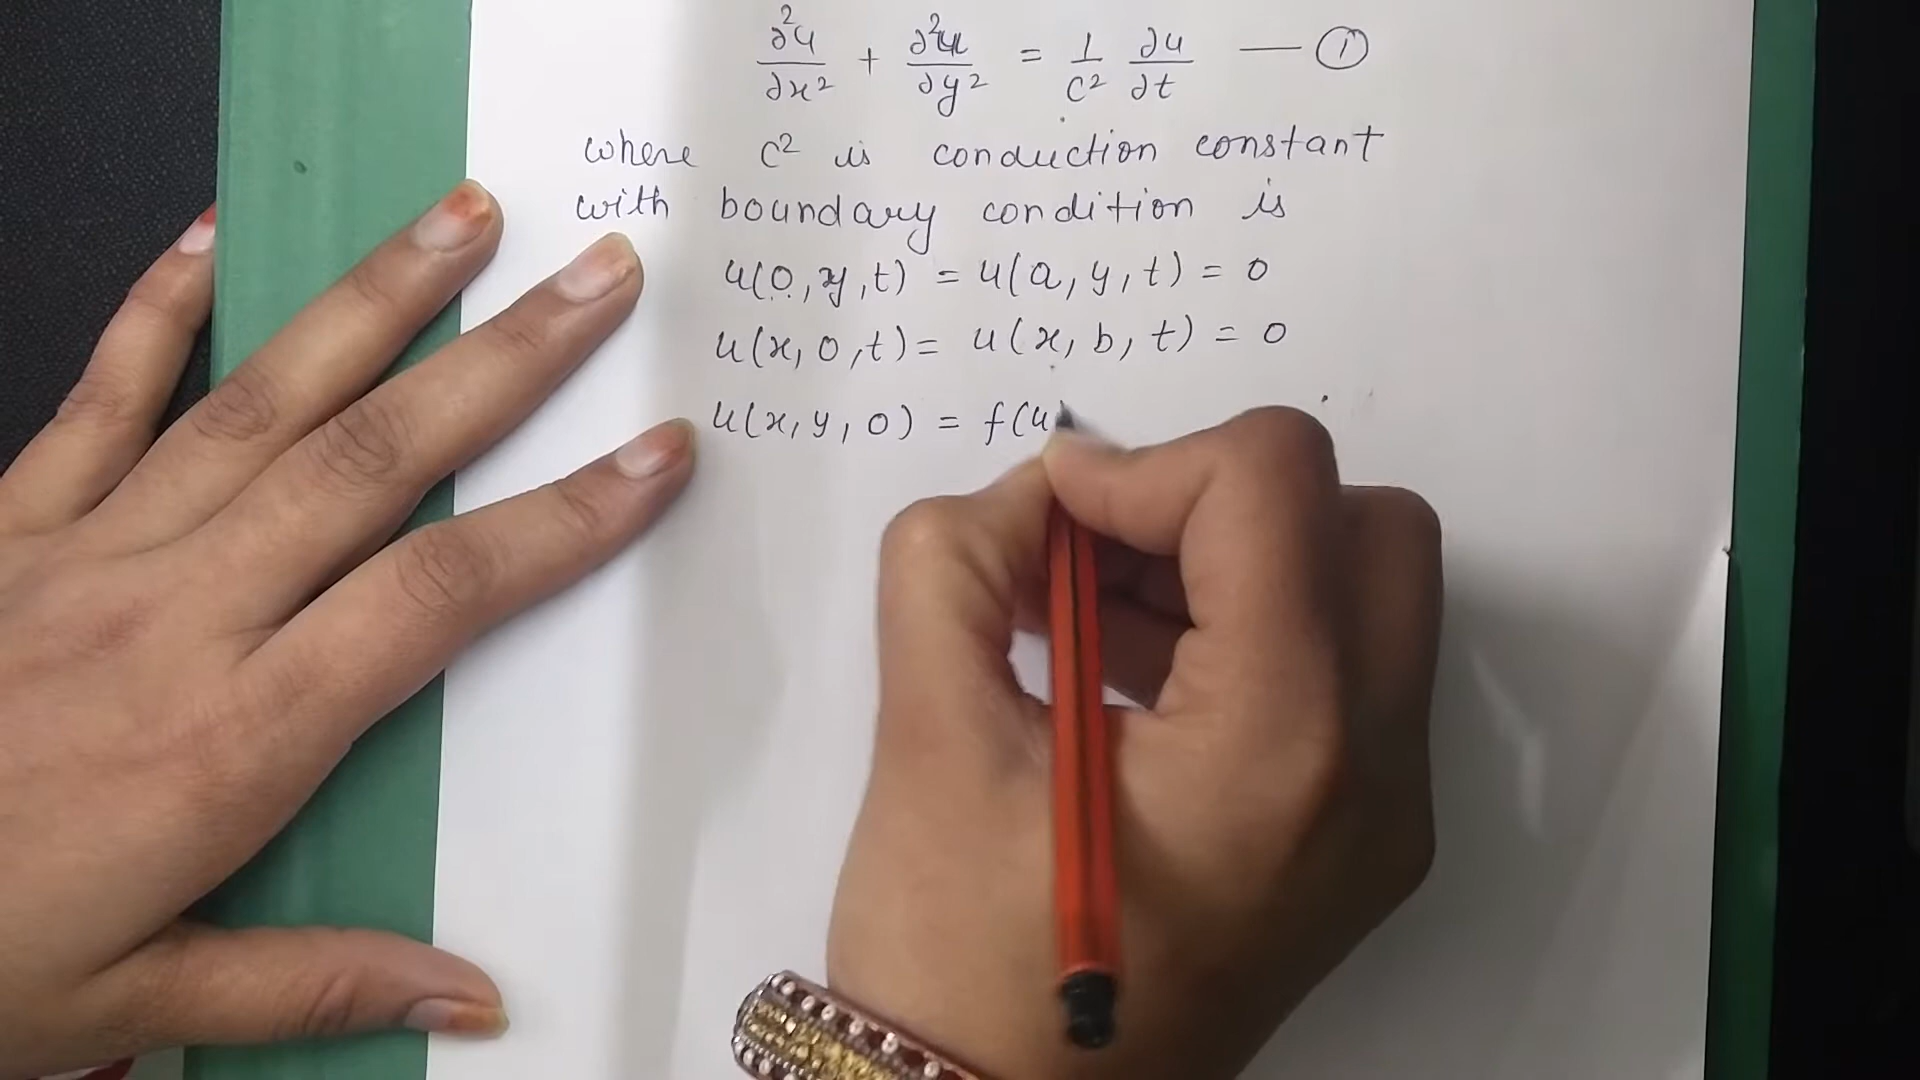 ∂²u/∂x² + ∂²u/∂y² = 1/c² ∂u/∂t — ①
where c² is conduction constant
with boundary condition is
u(0,y,t) = u(a,y,t) = 0
u(x,0,t) = u(x,b,t) = 0
u(x,y,0) = f(u